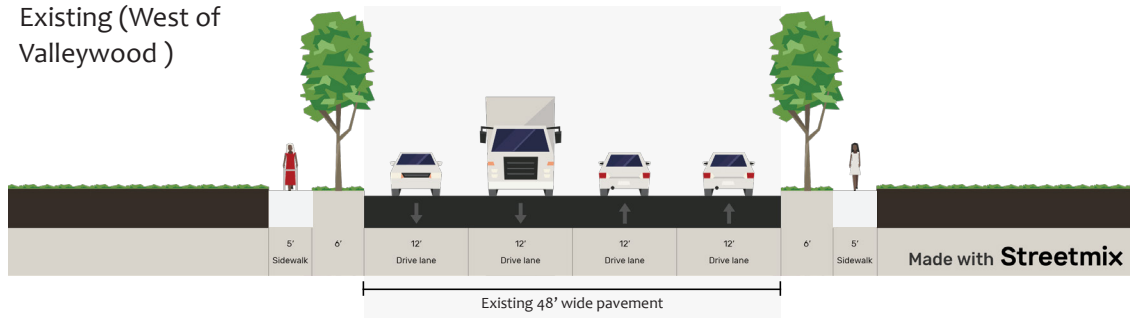 Existing (West of
Valleywood )
5' 6' 12' 12' 12' 12' 6' 5'
Sidewalk Drive lane Drive lane Drive lane Drive lane Sidewalk
Made with Streetmix
Existing 48’ wide pavement